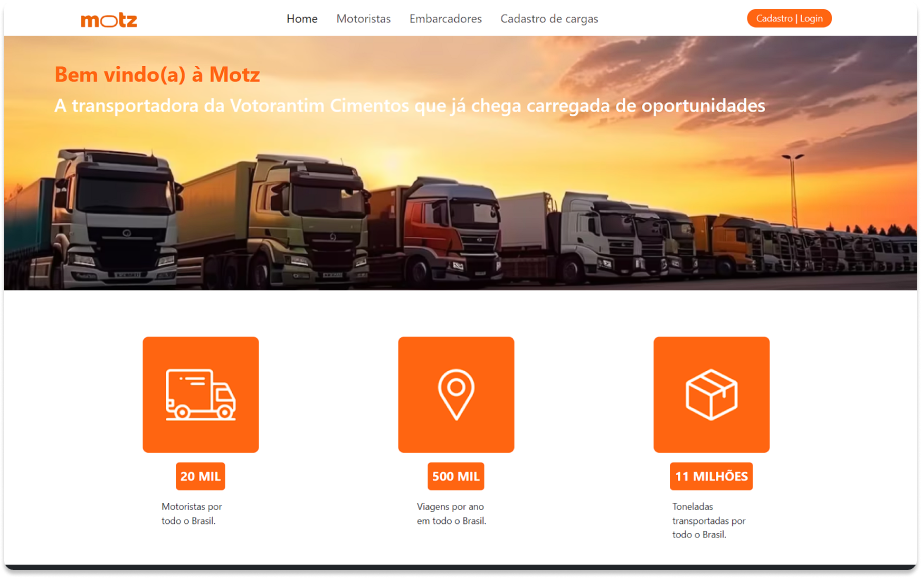 motz
Home Motoristas Embarcadores Cadastro de cargas
Cadastro | Login
Bem vindo(a) à Motz
A transportadora da Votorantim Cimentos que já chega carregada de oportunidades
20 MIL
Motoristas por
todo o Brasil.
500 MIL
Viagens por ano
em todo o Brasil.
11 MILHÕES
Toneladas
transportadas por
todo o Brasil.